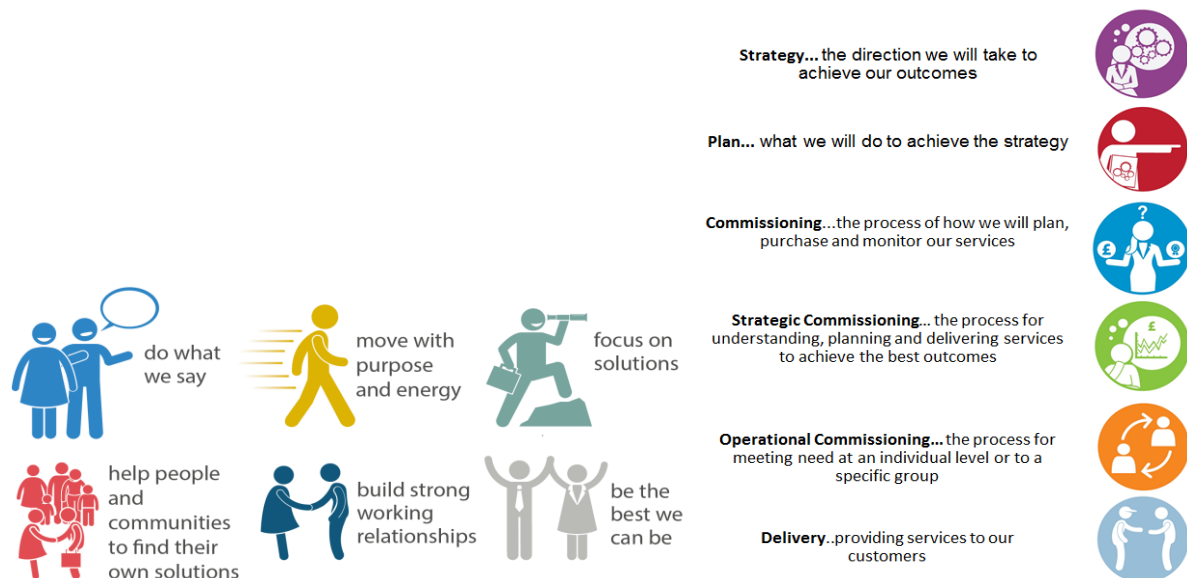 do what
we say
move with
purpose
and energy
focus on
solutions
help people
and
communities
to find their
own solutions
build strong
working
relationships
be the
best we
can be
Strategy... the direction we will take to
achieve our outcomes
Plan... what we will do to achieve the strategy
Commissioning...the process of how we will plan,
purchase and monitor our services
?
£
Strategic Commissioning... the process for
understanding, planning and delivering services
to achieve the best outcomes
£
Operational Commissioning... the process for
meeting need at an individual level or to a
specific group
Delivery..providing services to our
customers